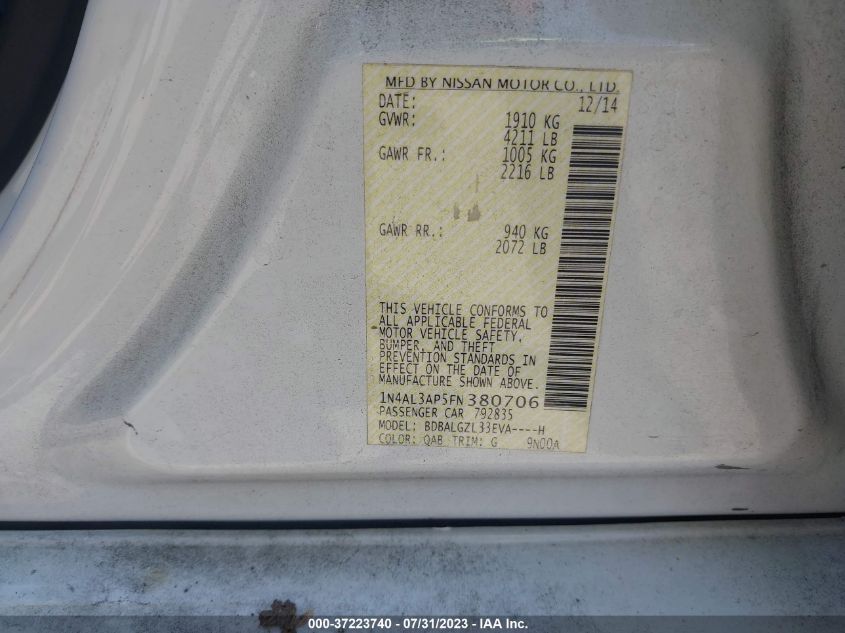 MFD BY NISSAN MOTOR CO., LTD.
DATE: 12/14
GVWR: 1910 KG
4211 LB
GAWR FR.: 1005 KG
2216 LB
GAWR RR.: 940 KG
2072 LB
THIS VEHICLE CONFORMS TO
ALL APPLICABLE FEDERAL
MOTOR VEHICLE SAFETY,
BUMPER, AND THEFT
PREVENTION STANDARDS IN
EFFECT ON THE DATE OF
MANUFACTURE SHOWN ABOVE.
1N4AL3AP5FN380706
PASSENGER CAR 792835
MODEL: BDBALGZL33EVA----H
COLOR: QAB TRIM: G 9N00A
000-37223740 - 07/31/2023 - IAA Inc.